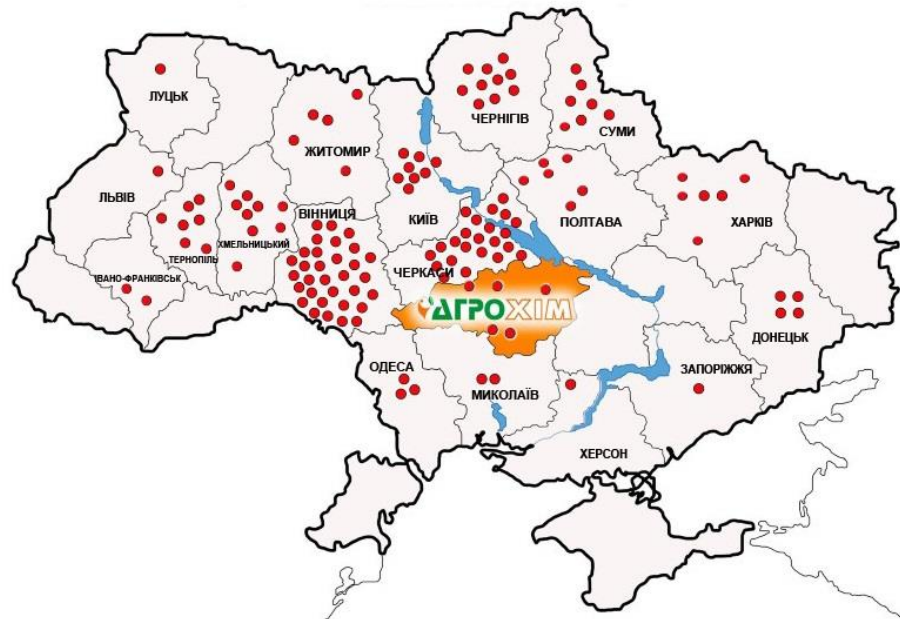 ЛУЦЬК
ЧЕРНІГІВ
СУМИ
ЖИТОМИР
ЛЬВІВ
КИЇВ
ПОЛТАВА
ХАРКІВ
ВІННИЦЯ
ХМЕЛЬНИЦЬКИЙ
ТЕРНОПІЛЬ
ІВАНО-ФРАНКІВСЬК
ЧЕРКАСИ
АГРОХІМ
ДОНЕЦЬК
ОДЕСА
ЗАПОРІЖЖЯ
МИКОЛАЇВ
ХЕРСОН